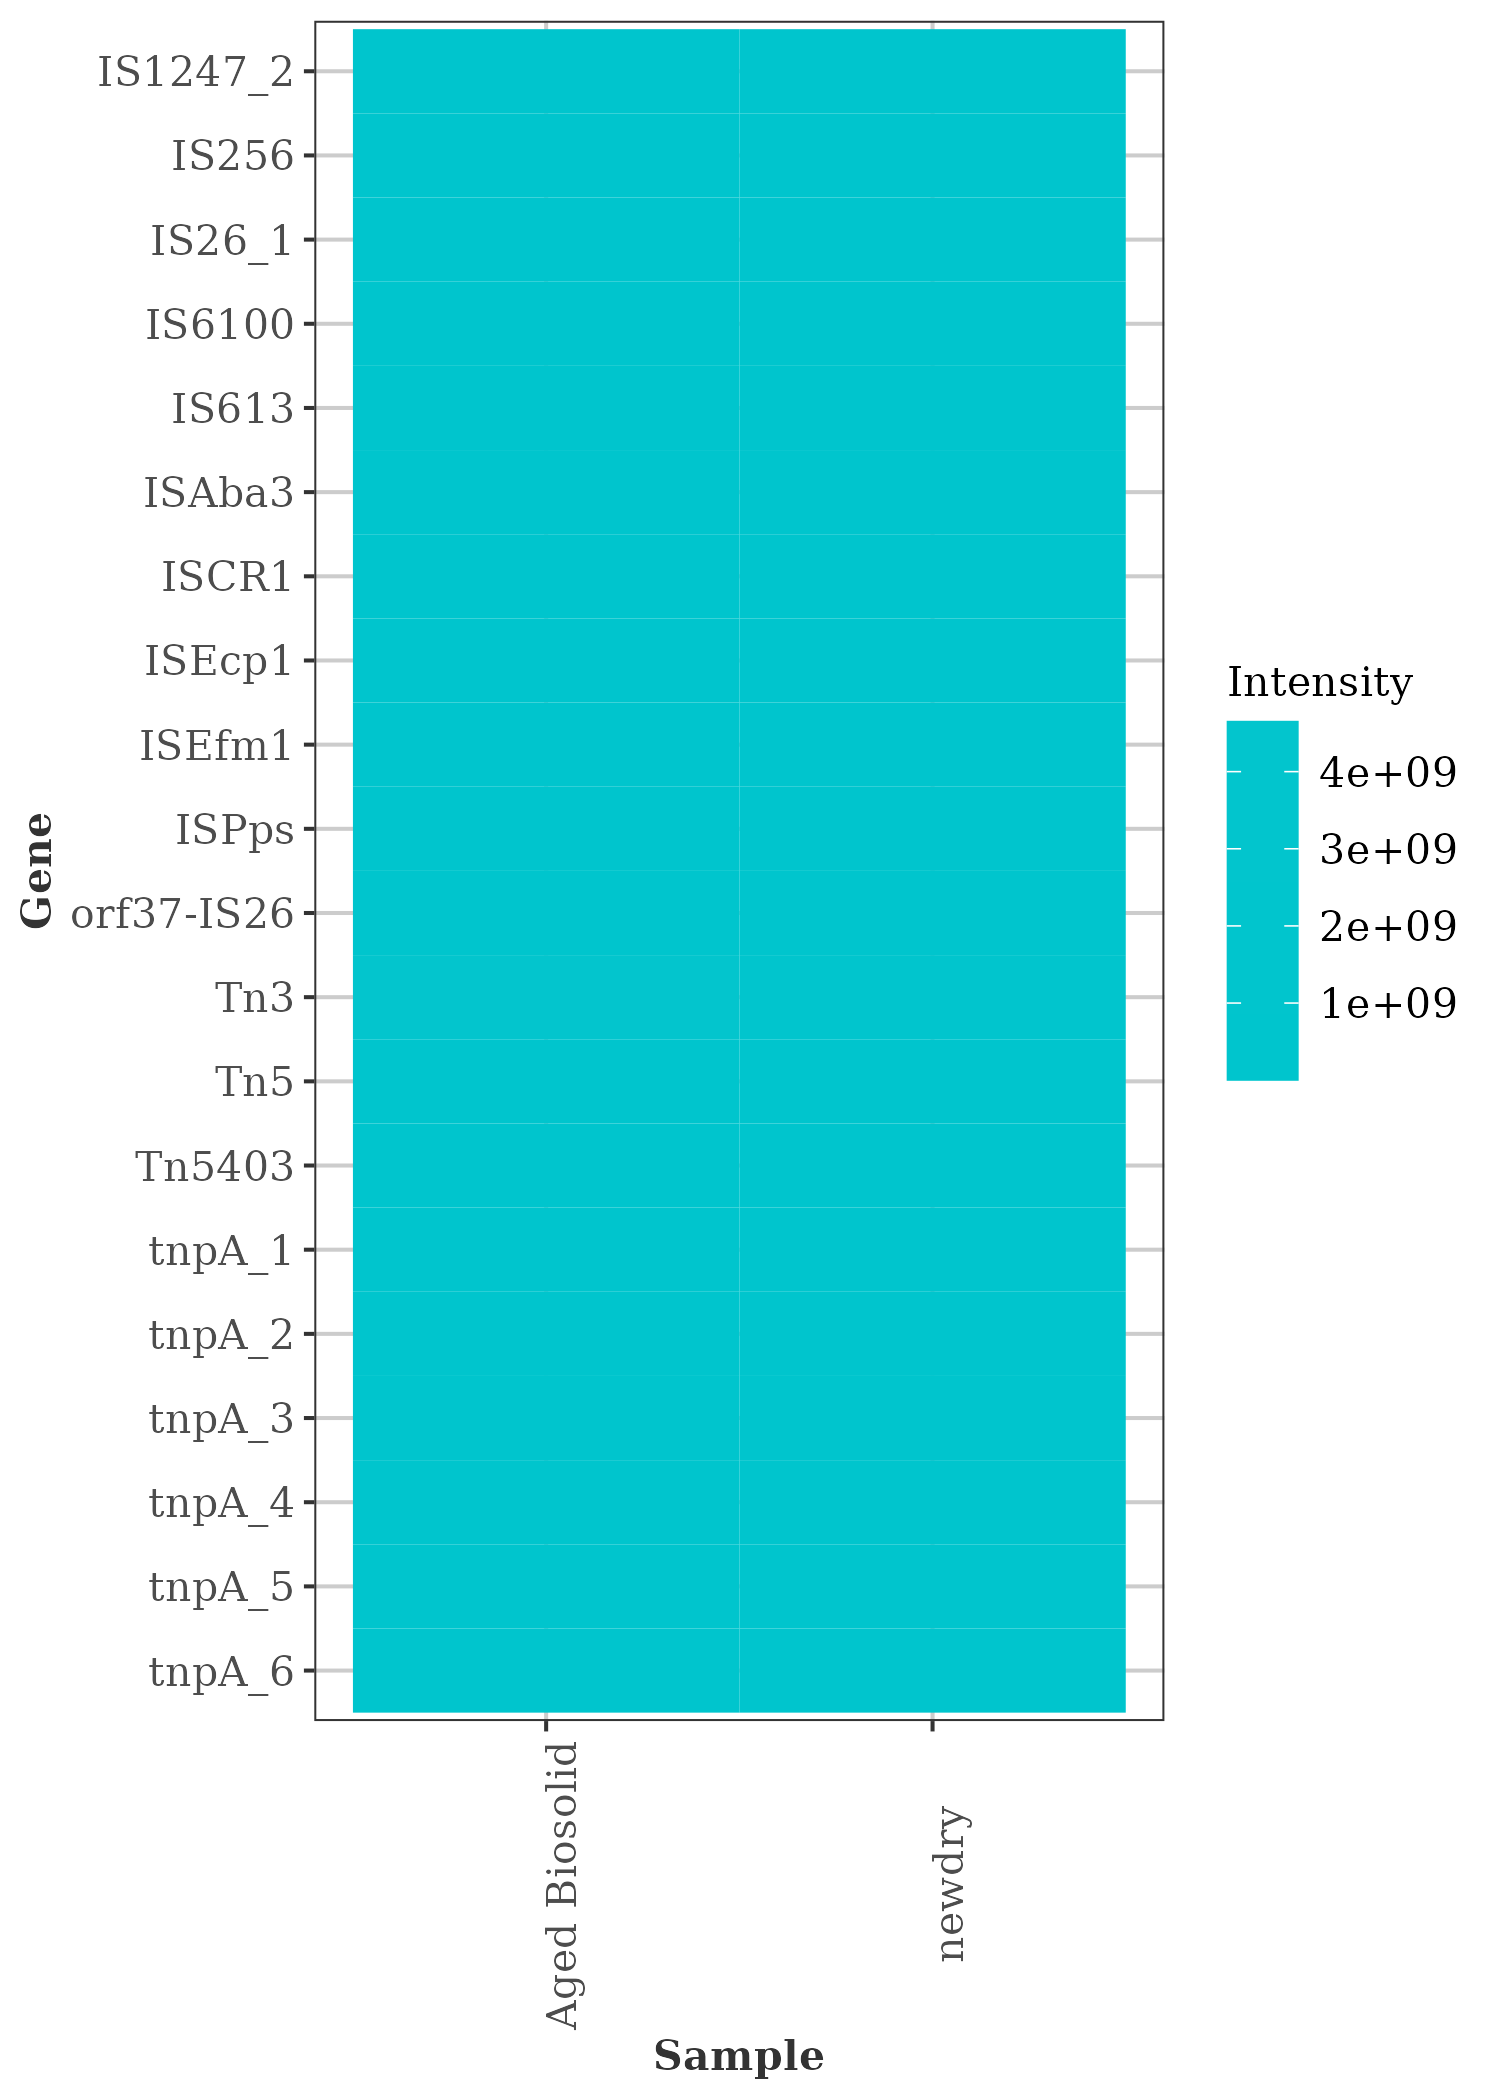 IS1247_2
IS256
IS26_1
IS6100
IS613
ISAba3
ISCR1
ISEcp1
ISEfm1
ISPps
orf37-IS26
Tn3
Tn5
Tn5403
tnpA_1
tnpA_2
tnpA_3
tnpA_4
tnpA_5
tnpA_6
Gene
Aged Biosolid
newdry
Sample
Intensity
4e+09
3e+09
2e+09
1e+09